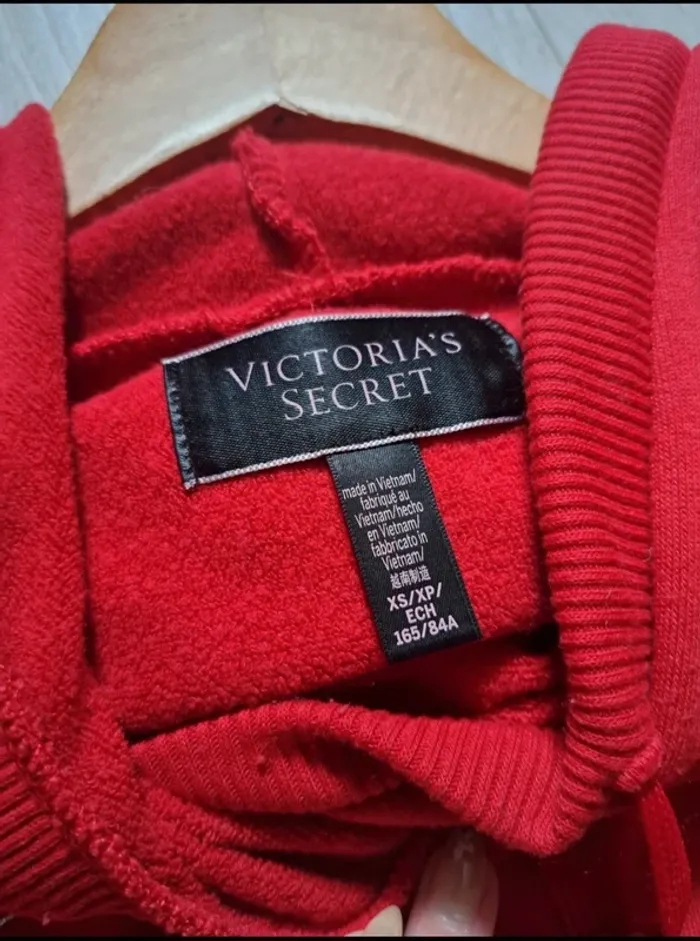 VICTORIA'S
SECRET
made in Vietnam/
fabriqué au
Vietnam/hecho
en Vietnam/
fabbricato in
Vietnam/
越南制造
XS/XP/
ECH
165/84A